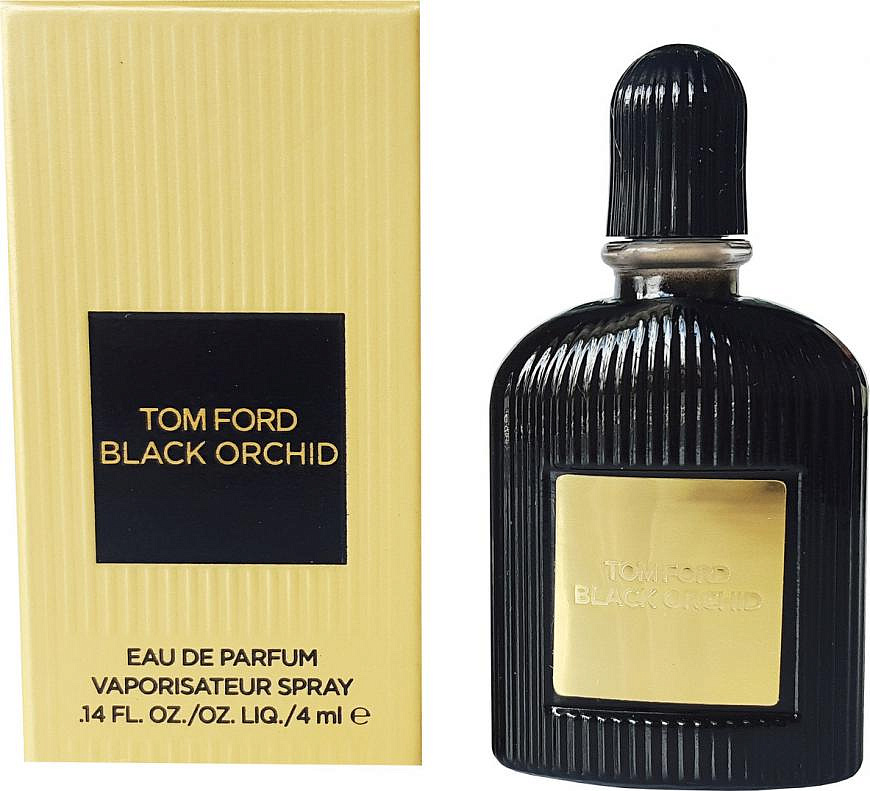 TOM FORD
BLACK ORCHID
EAU DE PARFUM
VAPORISATEUR SPRAY
.14 FL. OZ./OZ. LIQ./4 ml e
TOM FORD
BLACK ORCHID